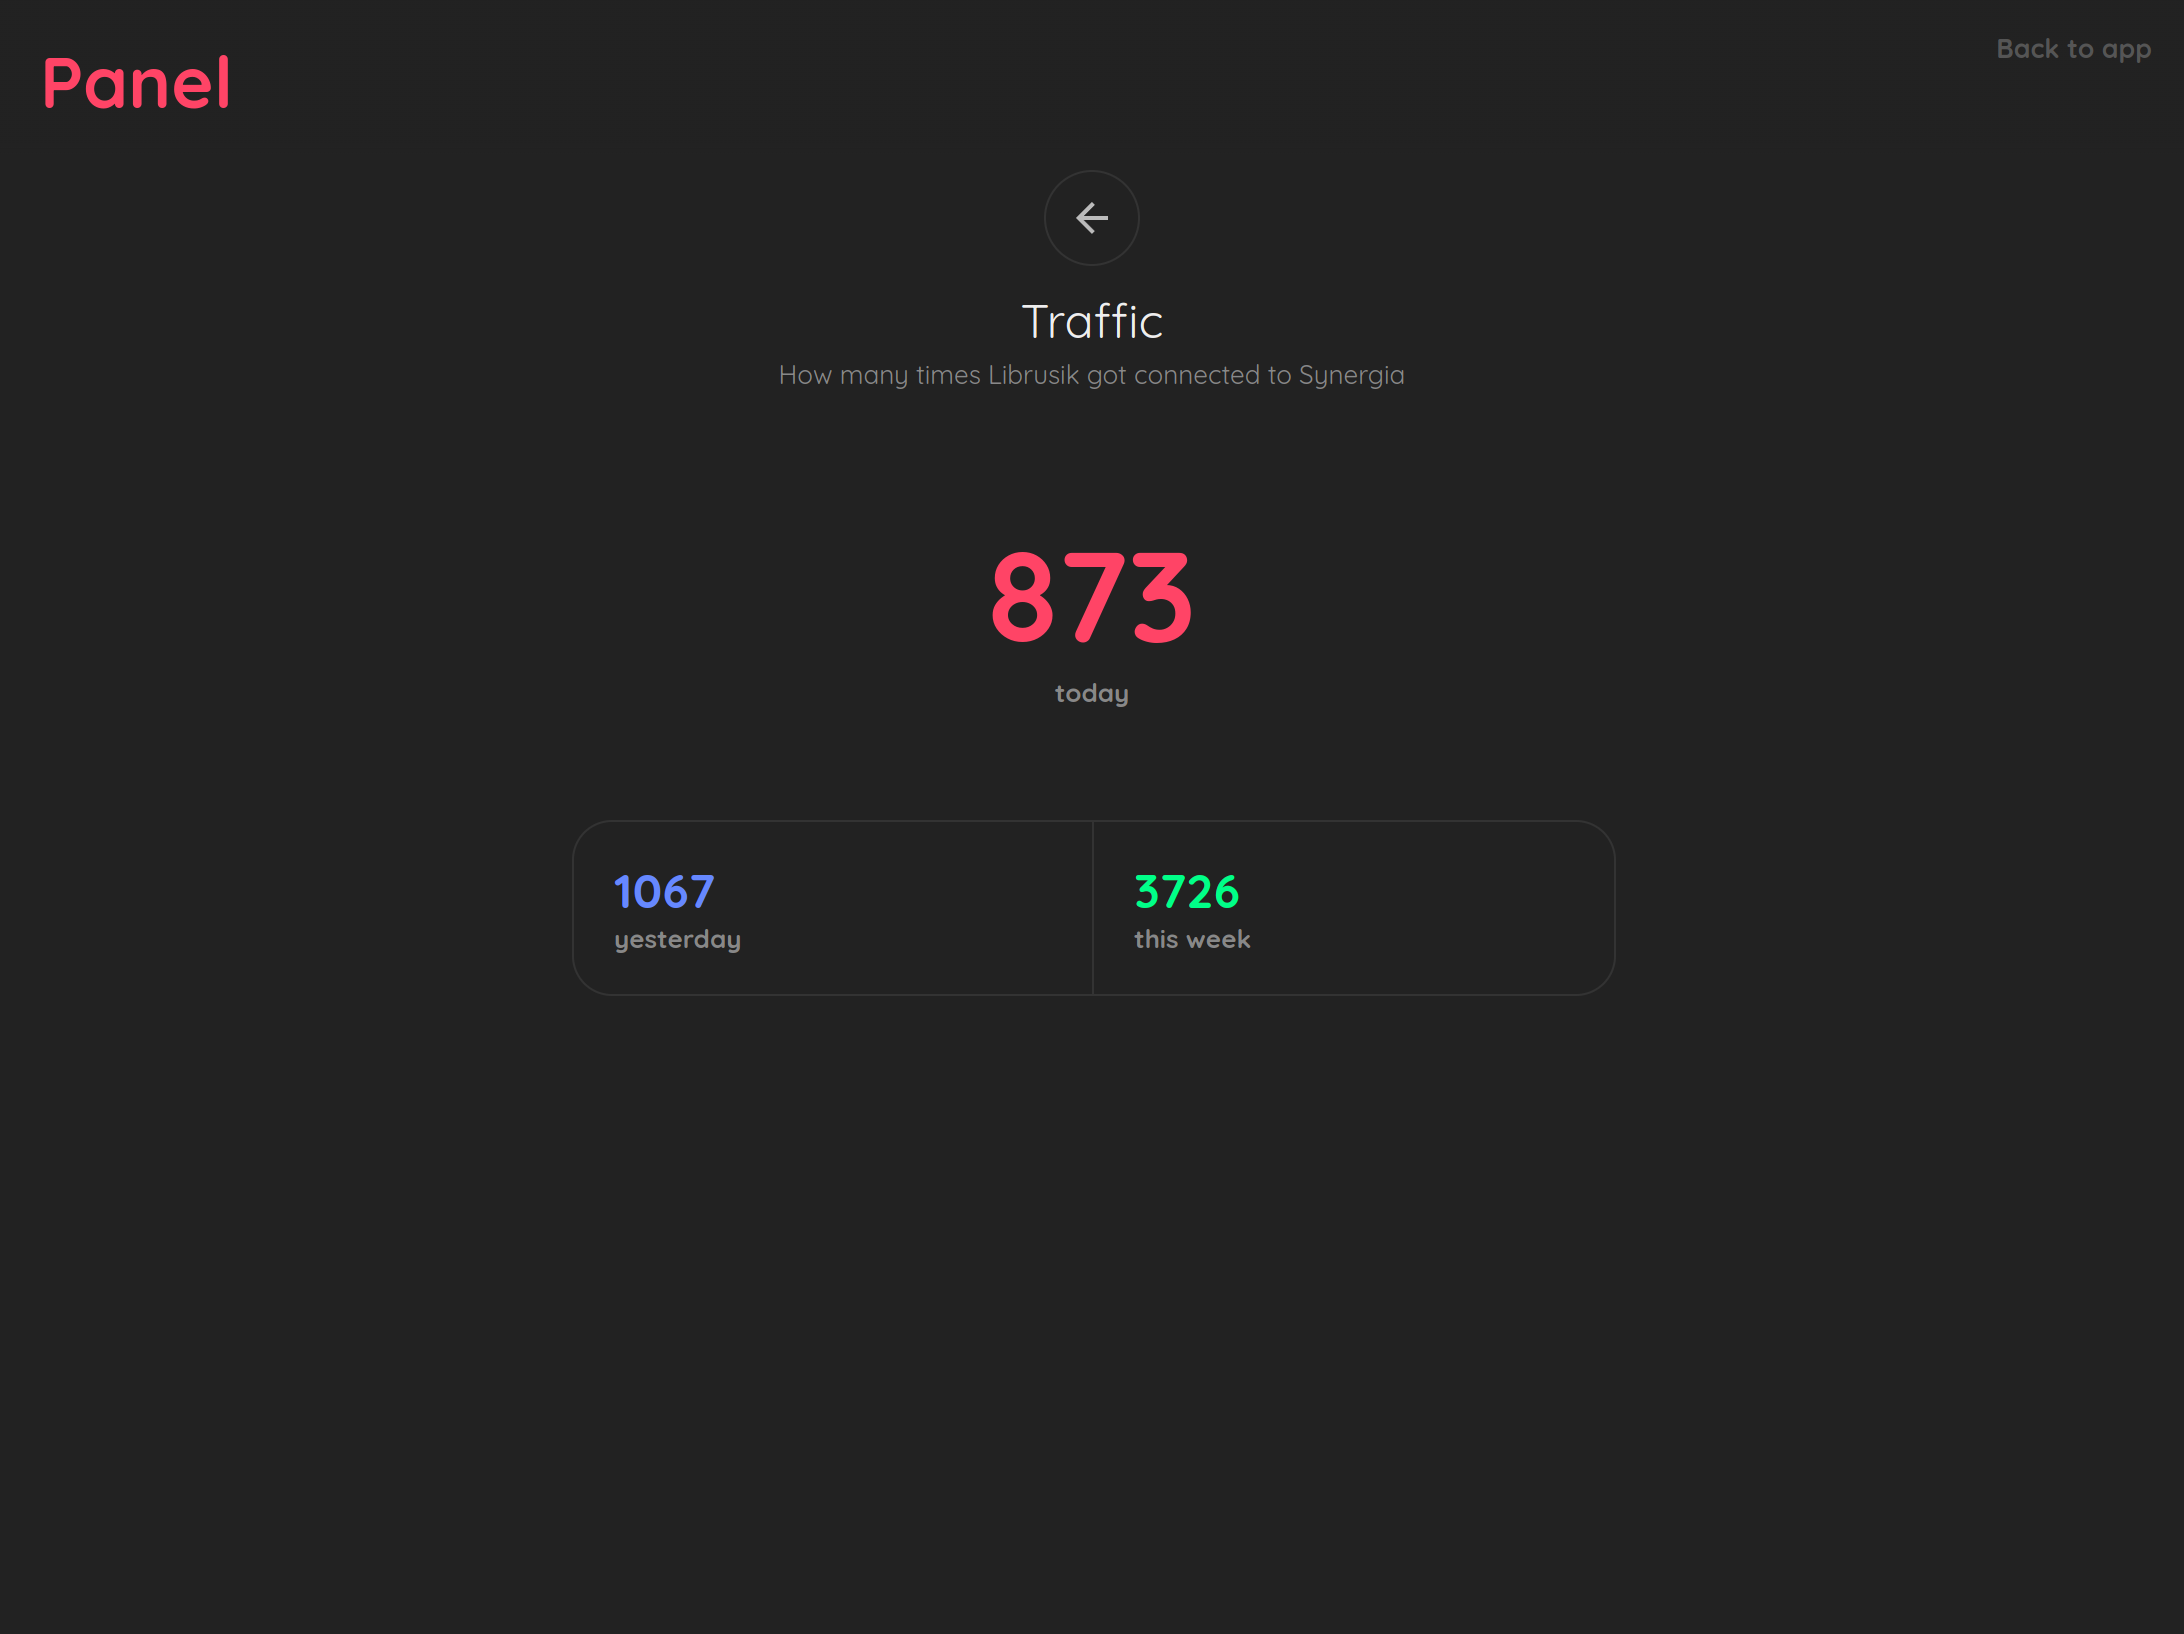 Panel
Back to app
Traffic
How many times Librusik got connected to Synergia
873
today
1067
yesterday
3726
this week